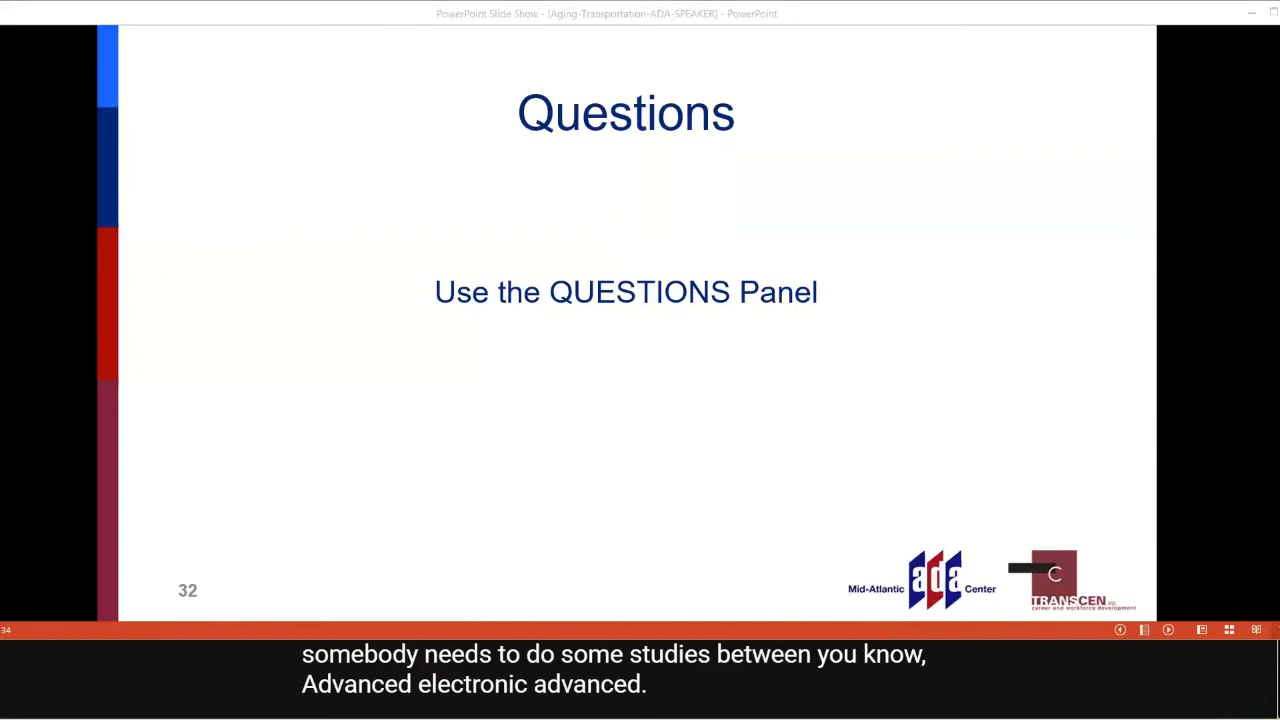 PowerPoint Slide Show - [Aging-Transportation-ADA-SPEAKER] - PowerPoint
Questions
Use the QUESTIONS Panel
32
Mid-Atlantic ada Center
C
TRANSCEN inc.
career and workforce development
34
somebody needs to do some studies between you know,
Advanced electronic advanced.